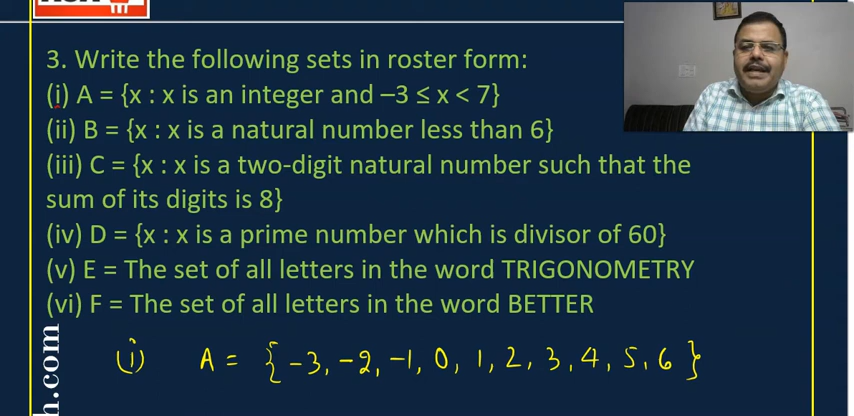 3. Write the following sets in roster form:
(i) A = {x : x is an integer and –3 ≤ x < 7}
(ii) B = {x : x is a natural number less than 6}
(iii) C = {x : x is a two-digit natural number such that the
sum of its digits is 8}
(iv) D = {x : x is a prime number which is divisor of 60}
(v) E = The set of all letters in the word TRIGONOMETRY
(vi) F = The set of all letters in the word BETTER
(i) A = { -3, -2, -1, 0, 1, 2, 3, 4, 5, 6 }
h.com